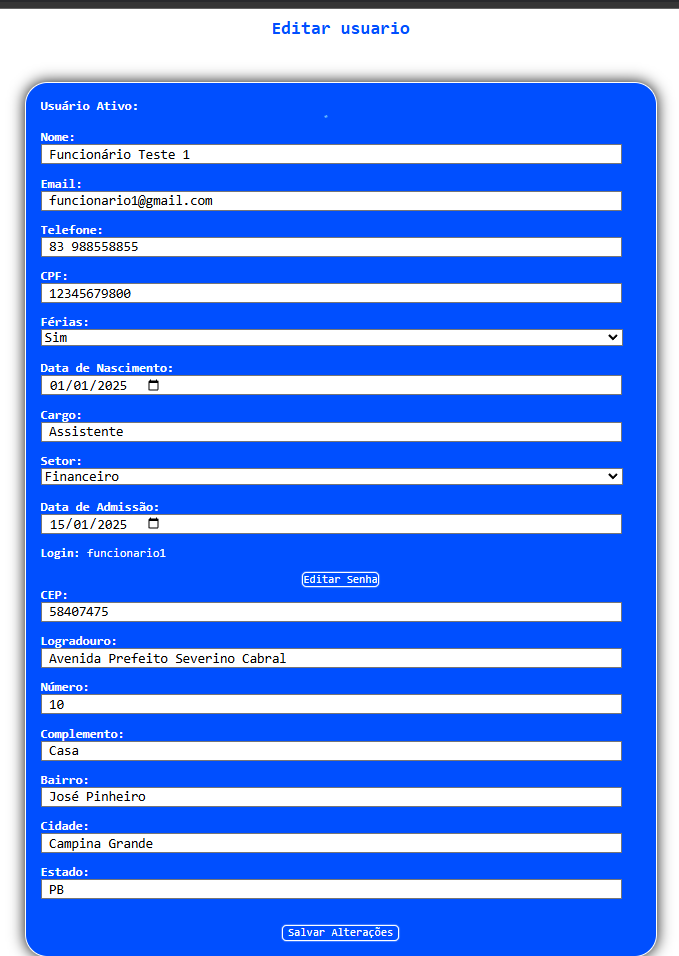 Editar usuario
Usuário Ativo:
Nome:
Funcionário Teste 1
Email:
funcionario1@gmail.com
Telefone:
83 988558855
CPF:
12345679800
Férias:
Sim
Data de Nascimento:
01/01/2025
Cargo:
Assistente
Setor:
Financeiro
Data de Admissão:
15/01/2025
Login: funcionario1
Editar Senha
CEP:
58407475
Logradouro:
Avenida Prefeito Severino Cabral
Número:
10
Complemento:
Casa
Bairro:
José Pinheiro
Cidade:
Campina Grande
Estado:
PB
Salvar Alterações